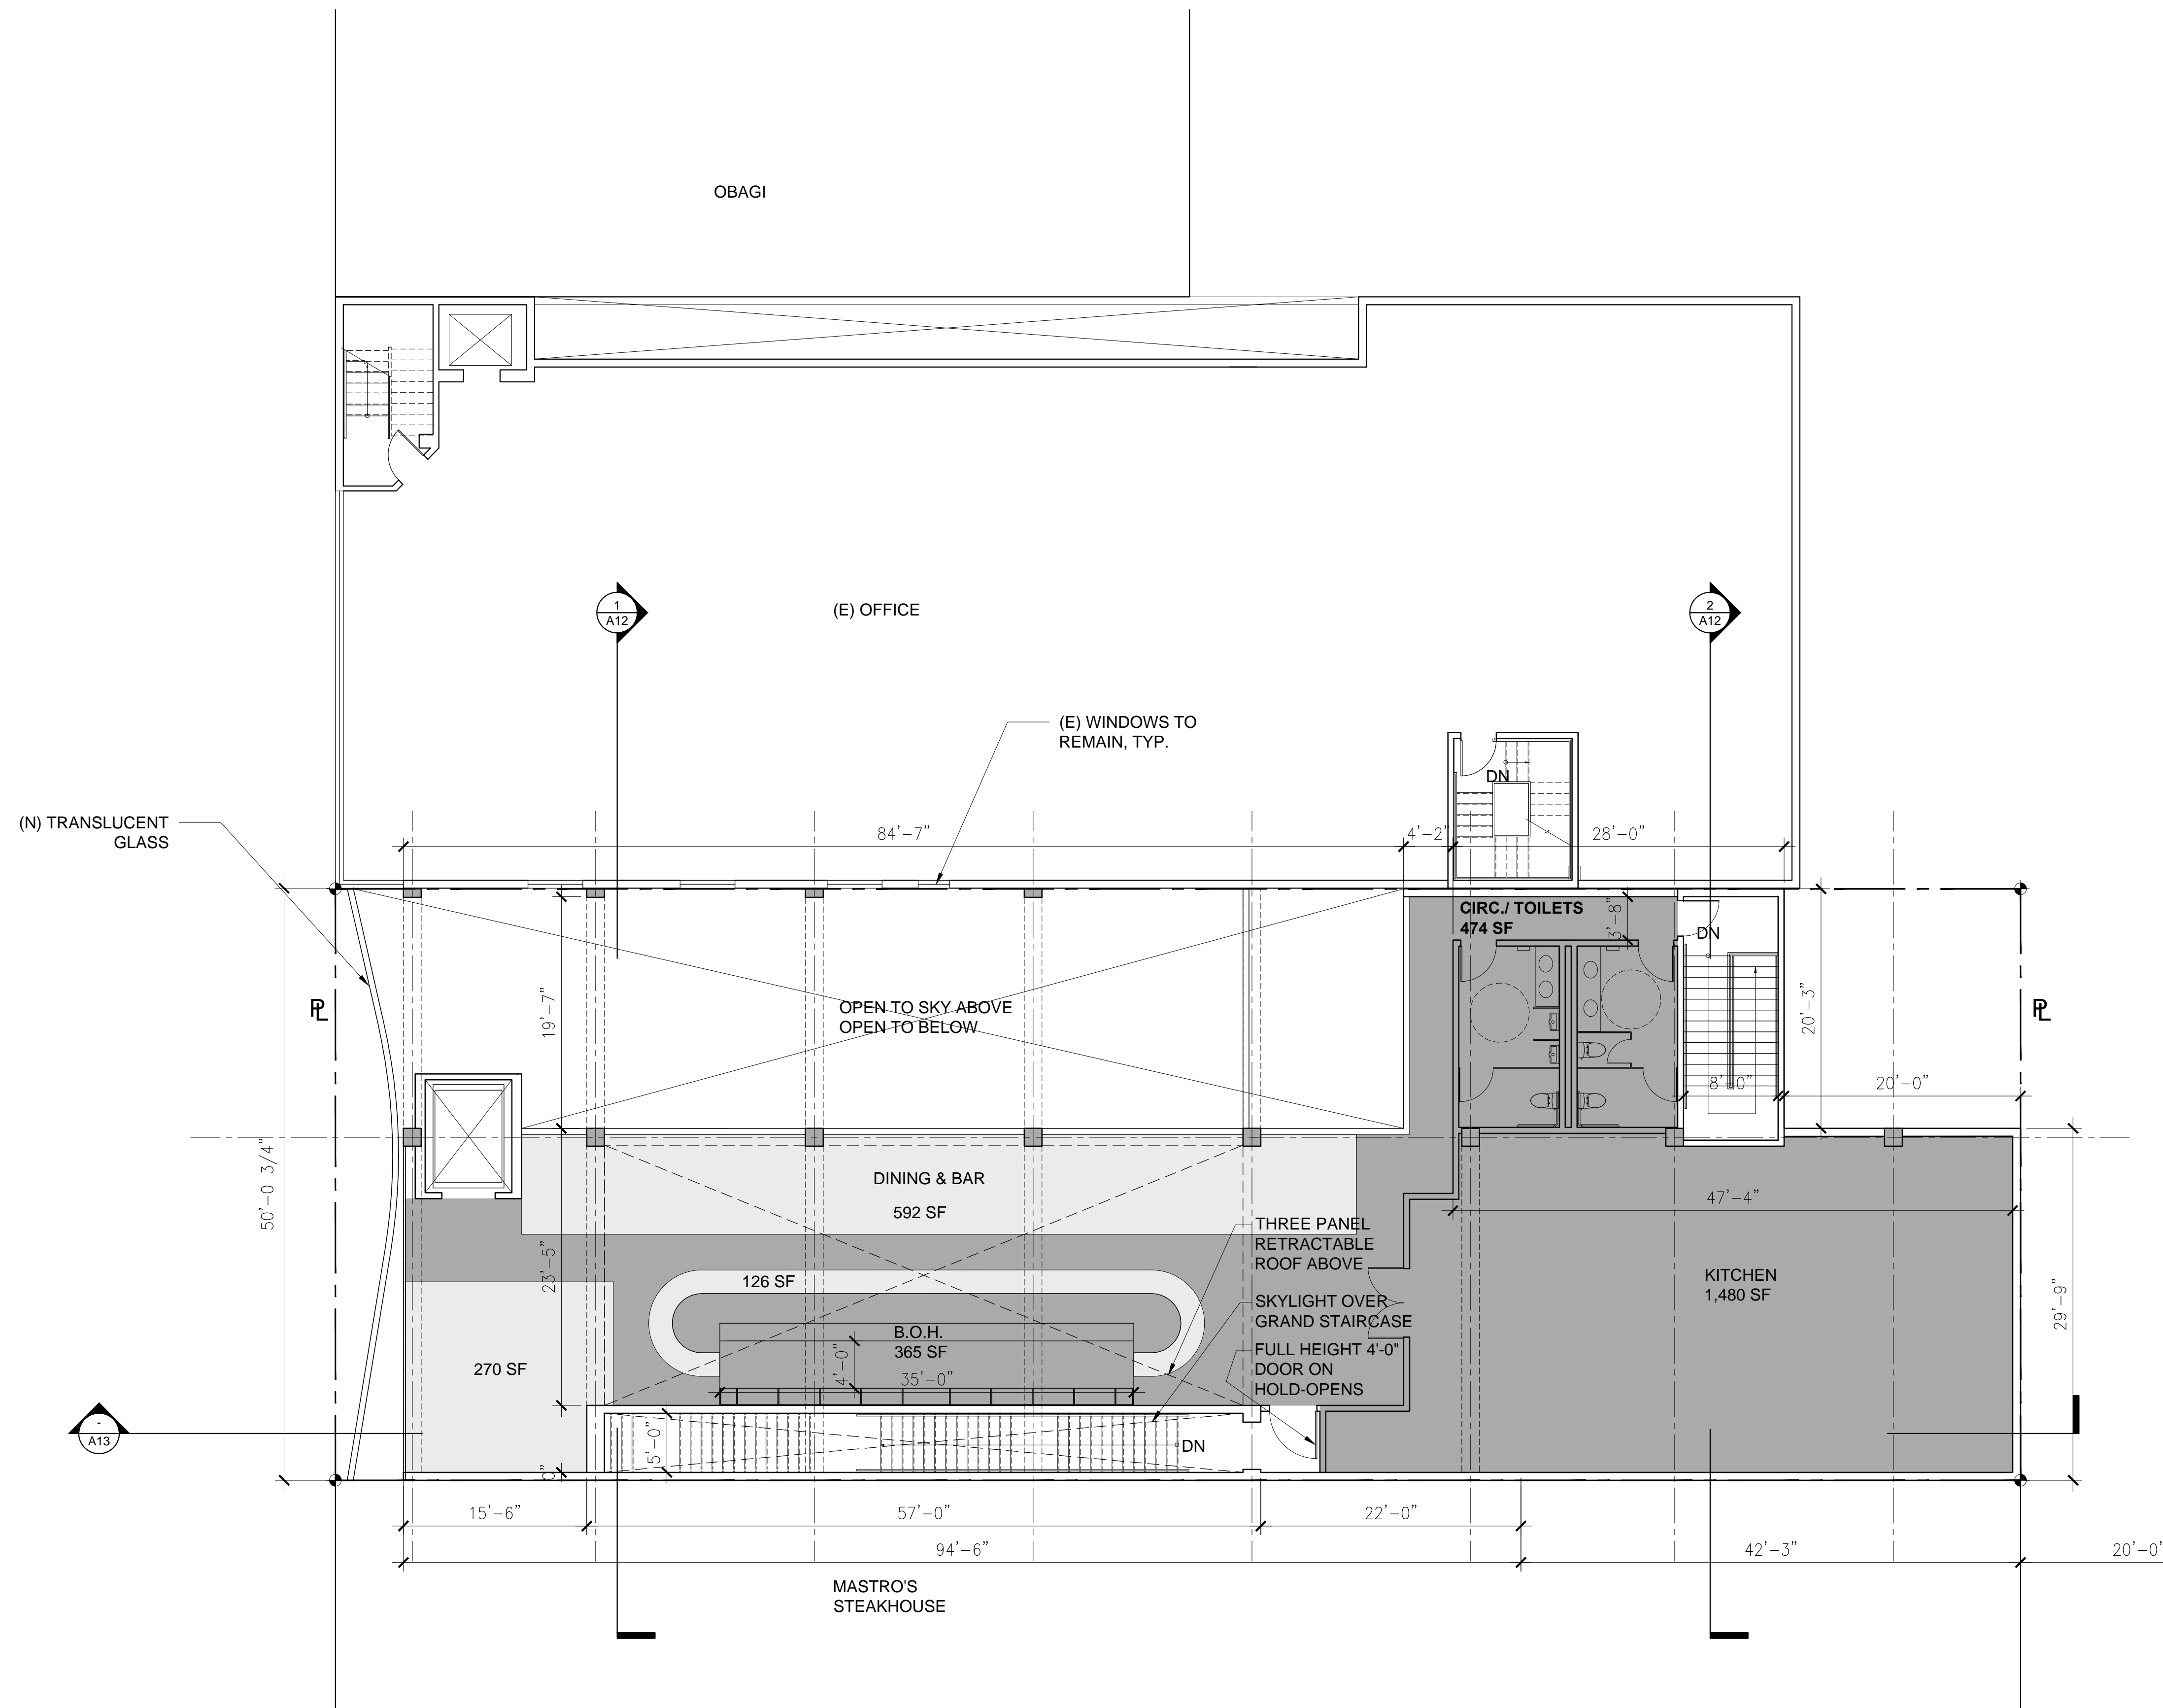 OBAGI
1
A12
(E) OFFICE
2
A12
(E) WINDOWS TO
REMAIN, TYP.
DN
(N) TRANSLUCENT
GLASS
84'-7"
4'-2"
28'-0"
CIRC./ TOILETS
474 SF
3'-8"
DN
PL
19'-7"
OPEN TO SKY ABOVE
OPEN TO BELOW
20'-3"
PL
8'-0"
20'-0"
50'-0 3/4"
DINING & BAR
592 SF
47'-4"
THREE PANEL
RETRACTABLE
ROOF ABOVE
23'-5"
126 SF
KITCHEN
1,480 SF
29'-9"
SKYLIGHT OVER
GRAND STAIRCASE
B.O.H.
365 SF
4'-0"
35'-0"
270 SF
FULL HEIGHT 4'-0"
DOOR ON
HOLD-OPENS
-
A13
5'-0"
DN
0"
15'-6"
57'-0"
22'-0"
94'-6"
42'-3"
20'-0"
MASTRO'S
STEAKHOUSE